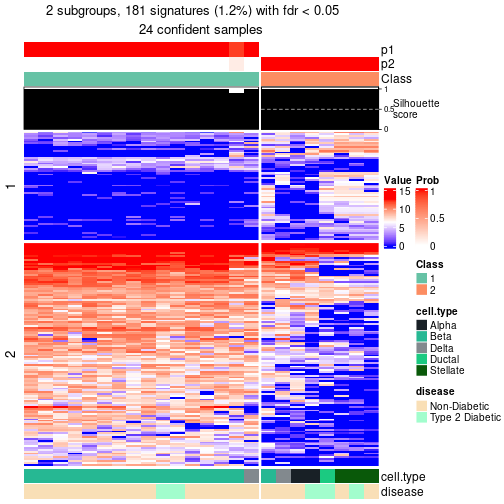 2 subgroups, 181 signatures (1.2%) with fdr < 0.05
24 confident samples
p1
p2
Class
1
0.5
0
Silhouette
score
1
2
Value
15
10
5
0
Prob
1
0.5
0
Class
1
2
cell.type
Alpha
Beta
Delta
Ductal
Stellate
disease
Non-Diabetic
Type 2 Diabetic
cell.type
disease